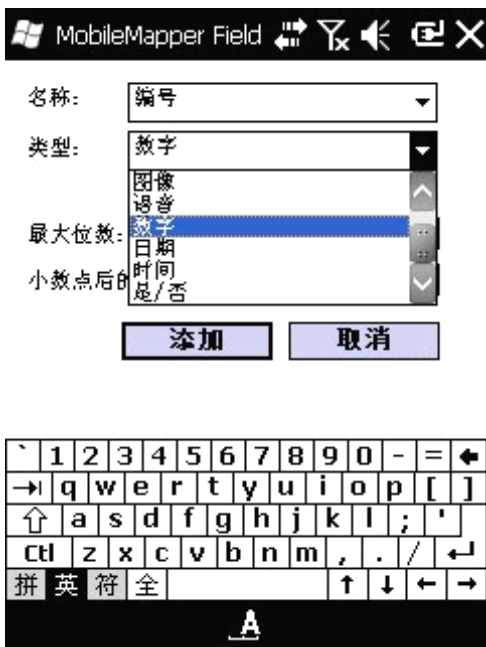 MobileMapper Field
名称: 编号
类型: 数字
图像
语音
数字
最大位数:
日期
小数点后的
时间
是/否
添加 取消
` 1 2 3 4 5 6 7 8 9 0 - =
q w e r t y u i o p [ ]
a s d f g h j k l ; '
Ctl z x c v b n m , . /
拼 英 符 全
A